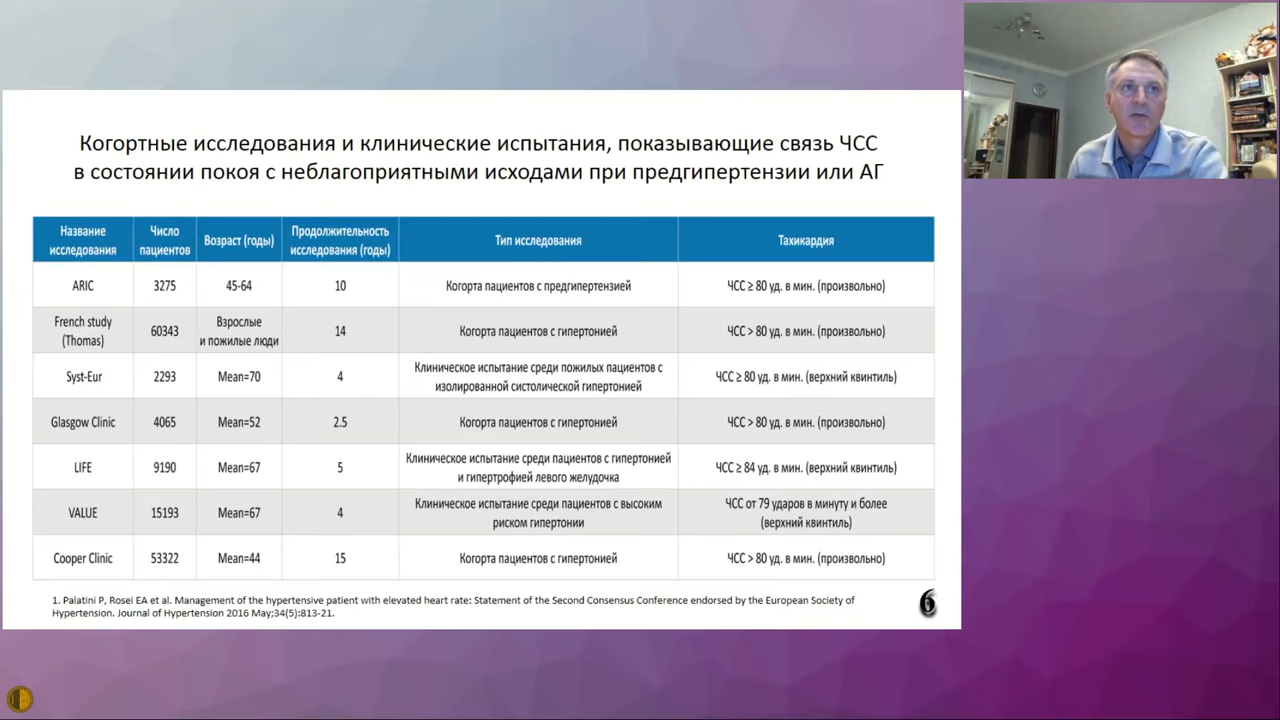 Когортные исследования и клинические испытания, показывающие связь ЧСС
в состоянии покоя с неблагоприятными исходами при предгипертензии или АГ
Название
исследования
Число
пациентов
Возраст (годы)
Продолжительность
исследования (годы)
Тип исследования
Тахикардия
ARIC
3275
45-64
10
Когорта пациентов с предгипертензией
ЧСС ≥ 80 уд. в мин. (произвольно)
French study
(Thomas)
60343
Взрослые
и пожилые люди
14
Когорта пациентов с гипертонией
ЧСС > 80 уд. в мин. (произвольно)
Syst-Eur
2293
Mean=70
4
Клиническое испытание среди пожилых пациентов с
изолированной систолической гипертонией
ЧСС ≥ 80 уд. в мин. (верхний квинтиль)
Glasgow Clinic
4065
Mean=52
2.5
Когорта пациентов с гипертонией
ЧСС > 80 уд. в мин. (произвольно)
LIFE
9190
Mean=67
5
Клиническое испытание среди пациентов с гипертонией
и гипертрофией левого желудочка
ЧСС ≥ 84 уд. в мин. (верхний квинтиль)
VALUE
15193
Mean=67
4
Клиническое испытание среди пациентов с высоким
риском гипертонии
ЧСС от 79 ударов в минуту и более
(верхний квинтиль)
Cooper Clinic
53322
Mean=44
15
Когорта пациентов с гипертонией
ЧСС > 80 уд. в мин. (произвольно)
1. Palatini P, Rosei EA et al. Management of the hypertensive patient with elevated heart rate: Statement of the Second Consensus Conference endorsed by the European Society of
Hypertension. Journal of Hypertension 2016 May;34(5):813-21.
6